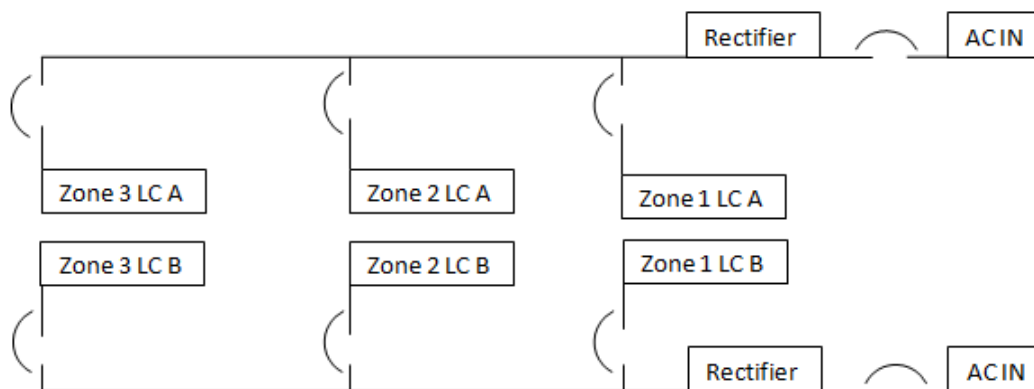 Rectifier
AC IN
Zone 3 LC A
Zone 2 LC A
Zone 1 LC A
Zone 3 LC B
Zone 2 LC B
Zone 1 LC B
Rectifier
AC IN